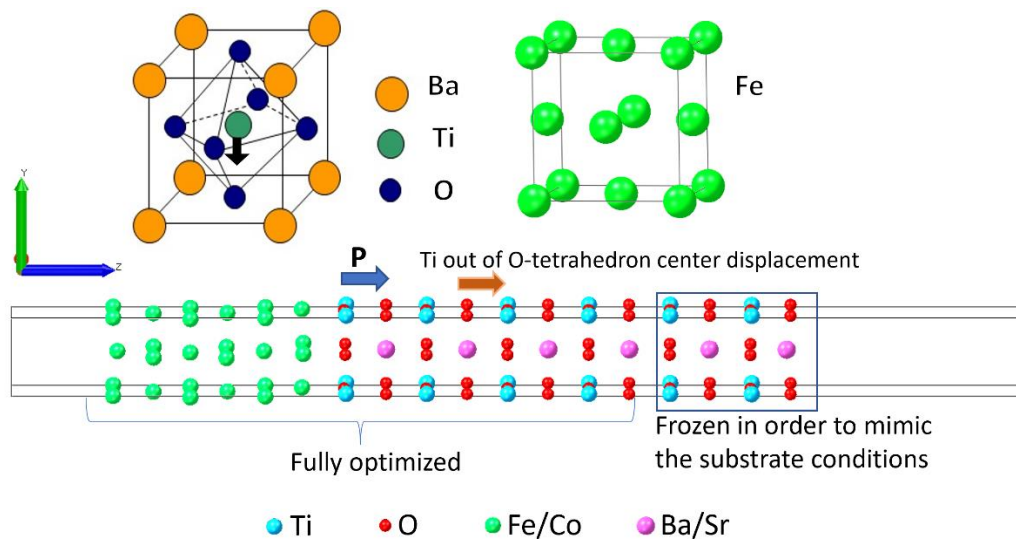 Ba
Ti
O
Fe
Y
Z
P
Ti out of O-tetrahedron center displacement
Fully optimized
Frozen in order to mimic
the substrate conditions
Ti O Fe/Co Ba/Sr